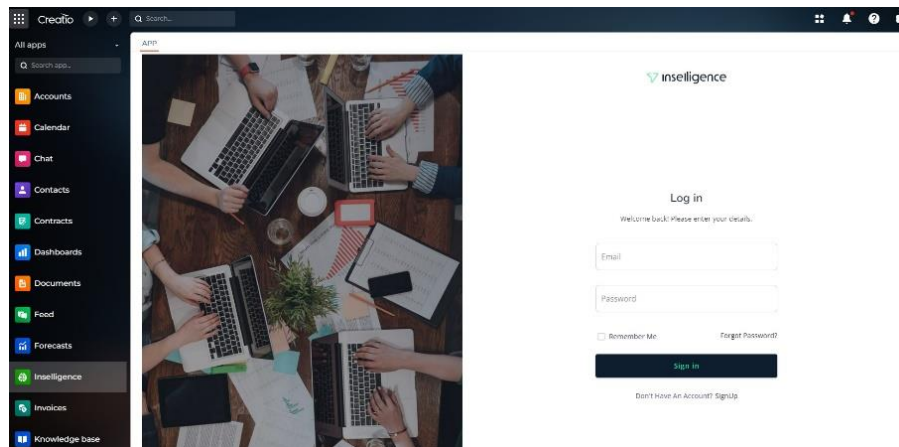 Creatio
Search...
All apps
Search app...
Accounts
Calendar
Chat
Contacts
Contracts
Dashboards
Documents
Feed
Forecasts
Inselligence
Invoices
Knowledge base
APP
inselligence
Log in
Welcome back! Please enter your details.
Email
Password
Remember Me
Forgot Password?
Sign in
Don't Have An Account? SignUp